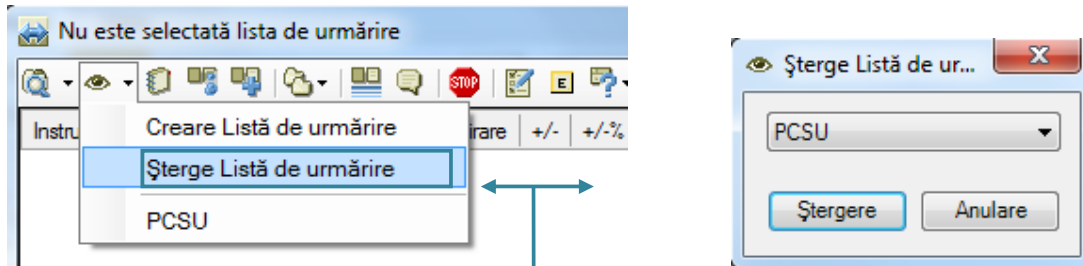 Nu este selectată lista de urmărire
STOP
E
Instru
irare
+/-
+/-%
Creare Listă de urmărire
Şterge Listă de urmărire
PCSU
Şterge Listă de ur...
PCSU
Ştergere
Anulare